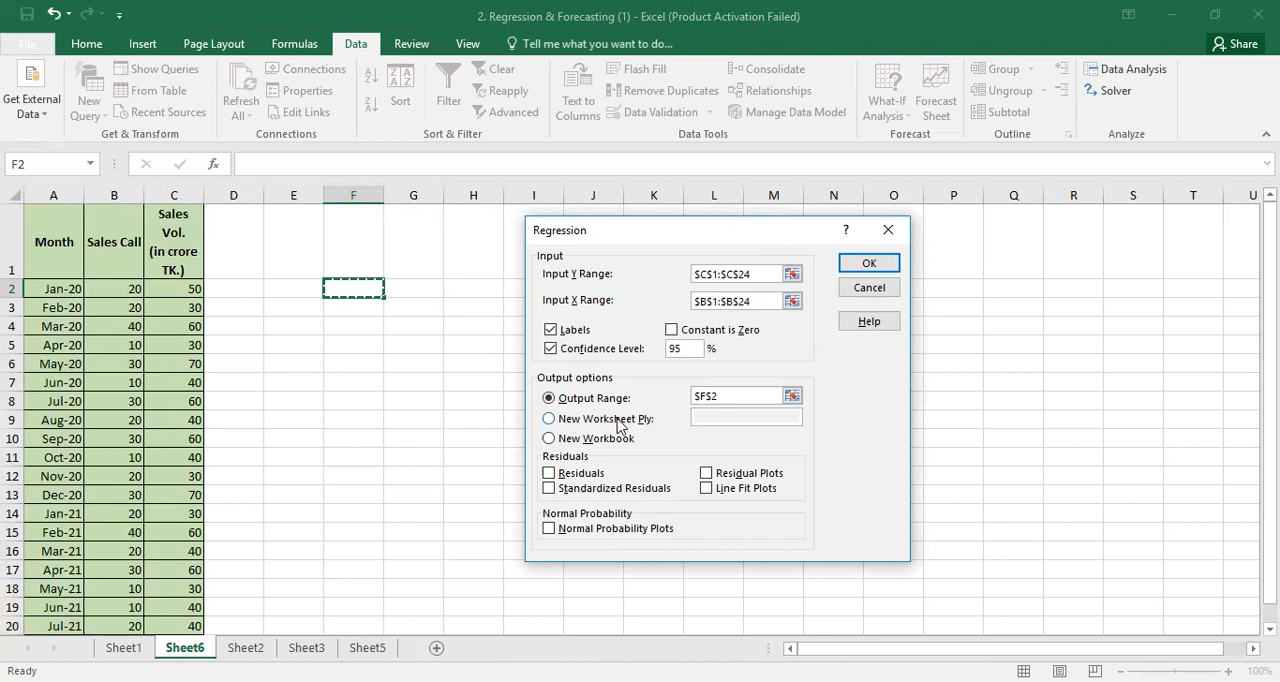 2. Regression & Forecasting (1) - Excel (Product Activation Failed)
File Home Insert Page Layout Formulas Data Review View Tell me what you want to do... Share
Get External Data
New Query
Show Queries
From Table
Recent Sources
Get & Transform
Refresh All
Connections
Properties
Edit Links
Connections
Sort
Filter
Clear
Reapply
Advanced
Sort & Filter
Text to Columns
Flash Fill
Remove Duplicates
Data Validation
Consolidate
Relationships
Manage Data Model
Data Tools
What-If Analysis
Forecast Sheet
Forecast
Group
Ungroup
Subtotal
Outline
Data Analysis
Solver
Analyze
F2 fx
A B C D E F G H I J K L M N O P Q R S T U
1 Month Sales Call Sales Vol. (in crore TK.)
2 Jan-20 20 50
3 Feb-20 20 30
4 Mar-20 40 60
5 Apr-20 10 30
6 May-20 30 70
7 Jun-20 10 40
8 Jul-20 30 60
9 Aug-20 20 40
10 Sep-20 30 60
11 Oct-20 10 40
12 Nov-20 20 30
13 Dec-20 30 70
14 Jan-21 20 30
15 Feb-21 40 60
16 Mar-21 20 40
17 Apr-21 30 60
18 May-21 10 30
19 Jun-21 10 40
20 Jul-21 20 40
Regression ?
Input
Input Y Range: $C$1:$C$24
Input X Range: $B$1:$B$24
Labels Constant is Zero
Confidence Level: 95 %
OK
Cancel
Help
Output options
Output Range: $F$2
New Worksheet Ply:
New Workbook
Residuals
Residuals Residual Plots
Standardized Residuals Line Fit Plots
Normal Probability
Normal Probability Plots
Sheet1 Sheet6 Sheet2 Sheet3 Sheet5
Ready 100%